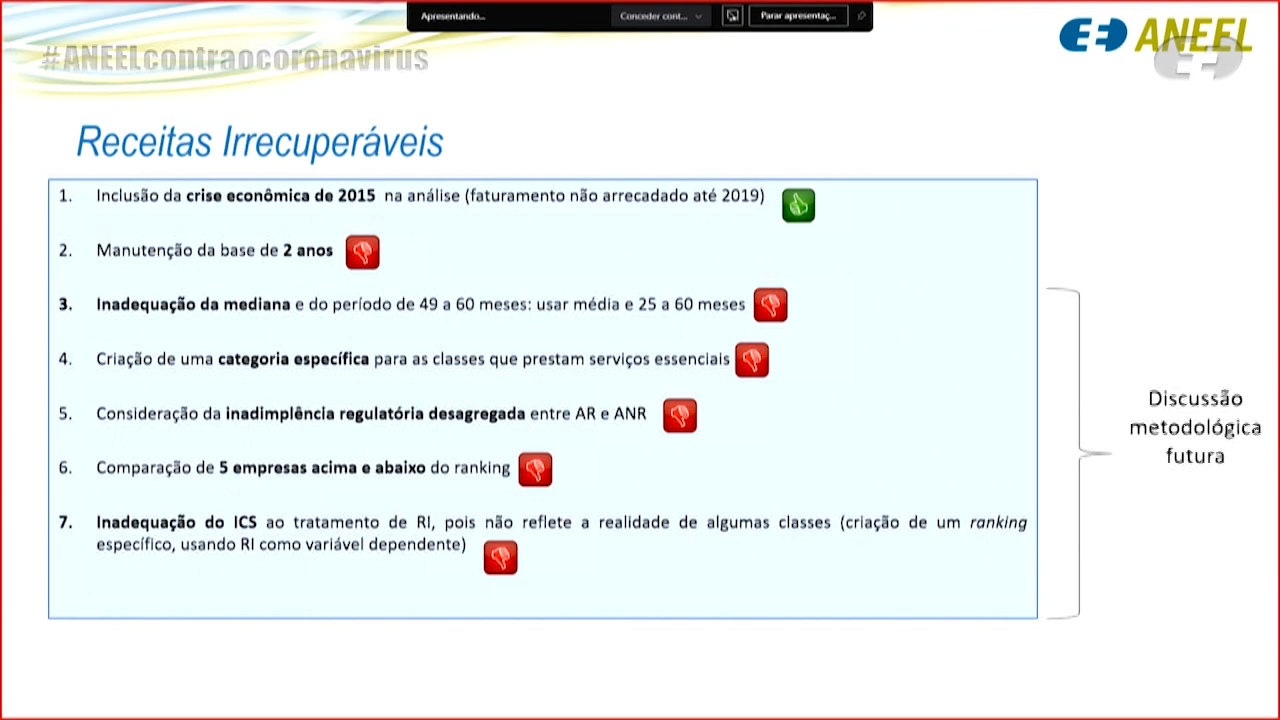 Apresentando...
Conceder cont...
Parar apresentaç...
#ANEELcontraocoronavirus
ANEEL
Receitas Irrecuperáveis
1. Inclusão da crise econômica de 2015 na análise (faturamento não arrecadado até 2019)
2. Manutenção da base de 2 anos
3. Inadequação da mediana e do período de 49 a 60 meses: usar média e 25 a 60 meses
4. Criação de uma categoria específica para as classes que prestam serviços essenciais
5. Consideração da inadimplência regulatória desagregada entre AR e ANR
6. Comparação de 5 empresas acima e abaixo do ranking
7. Inadequação do ICS ao tratamento de RI, pois não reflete a realidade de algumas classes (criação de um ranking
específico, usando RI como variável dependente)
Discussão
metodológica
futura